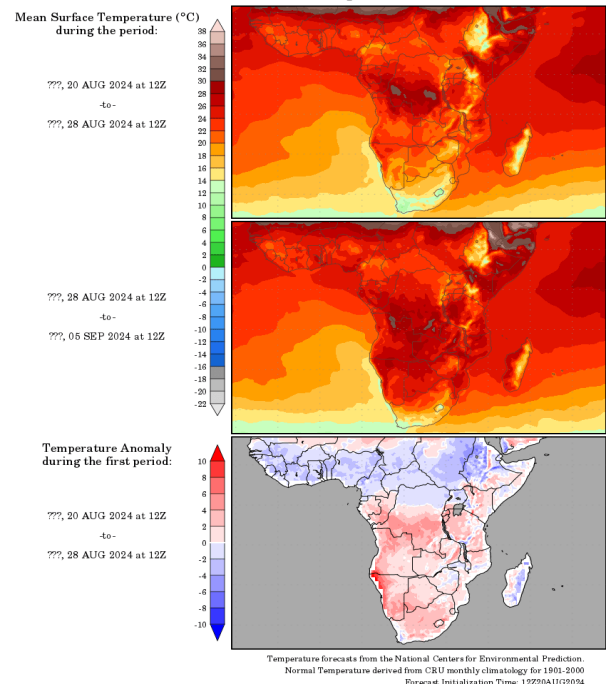 Mean Surface Temperature (°C)
during the period:
38
36
34
32
30
28
26
24
22
20
18
16
14
12
10
8
6
4
2
0
-2
-4
-6
-8
-10
-12
-14
-16
-18
-20
-22
???, 20 AUG 2024 at 12Z
-to-
???, 28 AUG 2024 at 12Z
???, 28 AUG 2024 at 12Z
-to-
???, 05 SEP 2024 at 12Z
Temperature Anomaly
during the first period:
10
8
6
4
2
0
-2
-4
-6
-8
-10
???, 20 AUG 2024 at 12Z
-to-
???, 28 AUG 2024 at 12Z
Temperature forecasts from the National Centers for Environmental Prediction.
Normal Temperature derived from CRU monthly climatology for 1901-2000
Forecast Initialization Time: 12Z20AUG2024